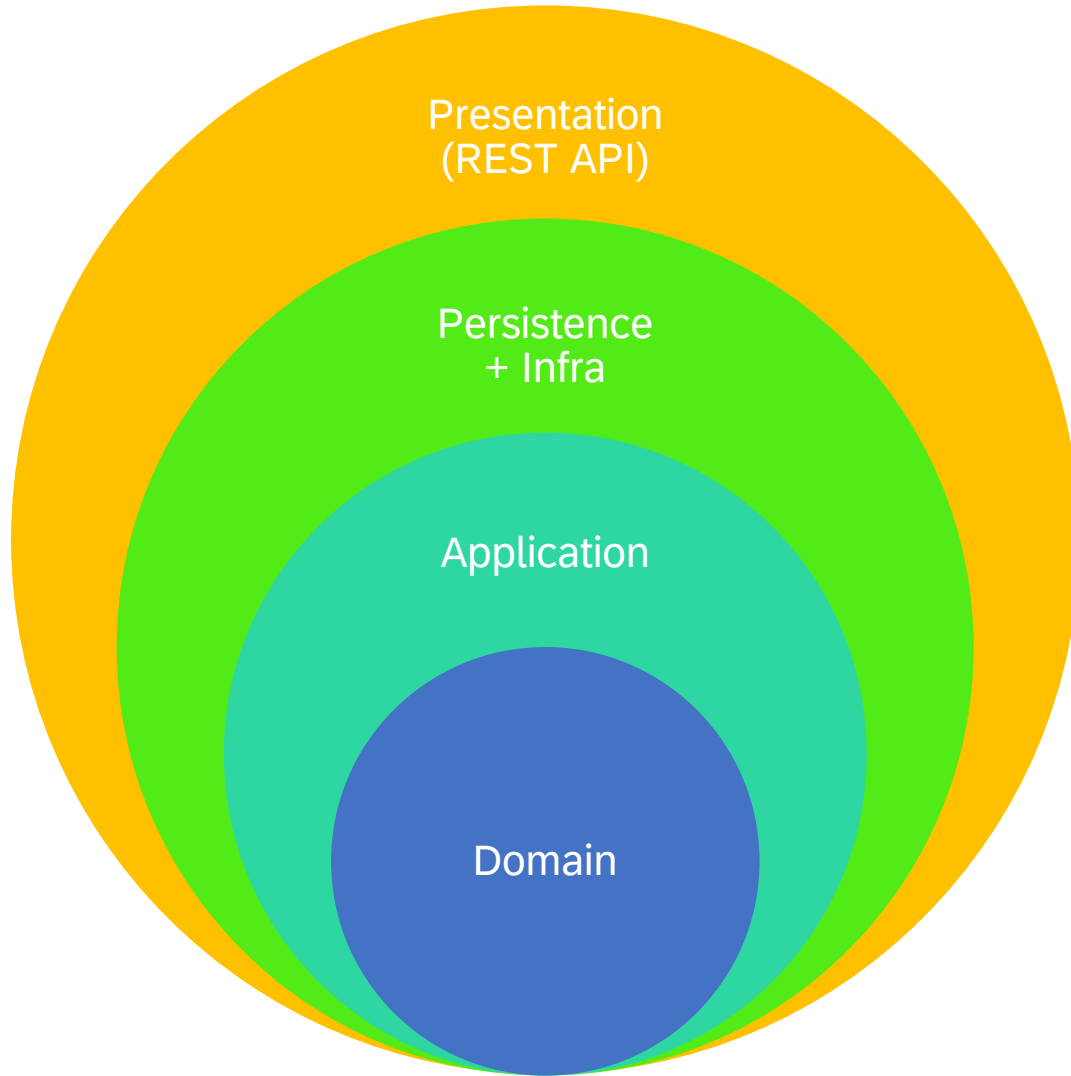 Presentation
(REST API)
Persistence
+ Infra
Application
Domain